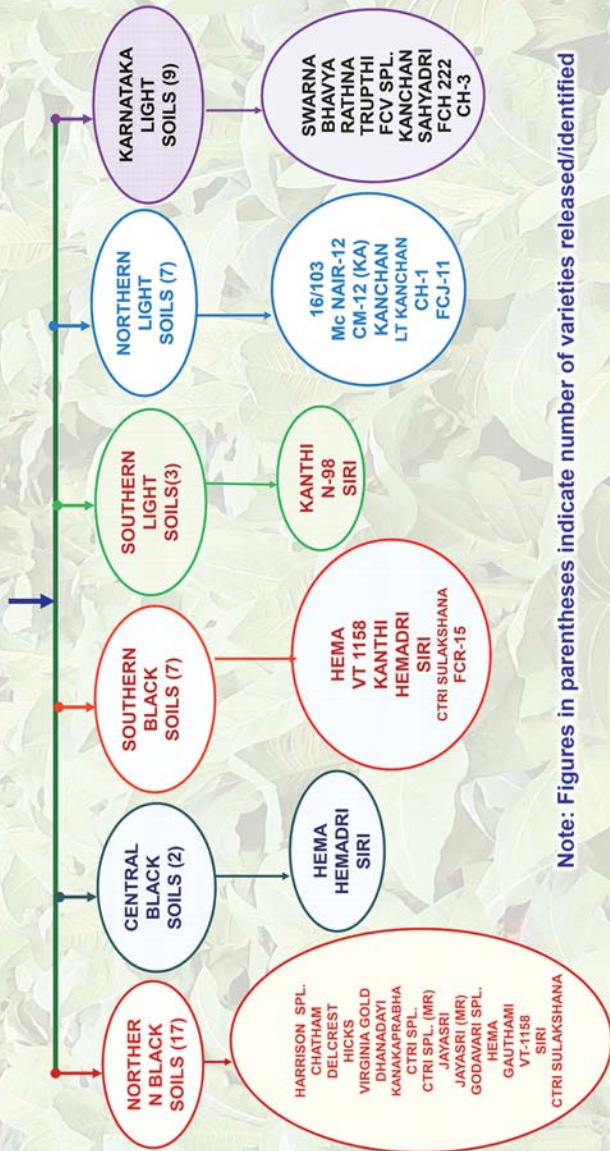 NORTHER
N BLACK
SOILS (17)
HARRISON SPL.
CHATHAM
DELCREST
HICKS
VIRGINIA GOLD
DHANADAYI
KANAKAPRABHA
CTRI SPL.
CTRI SPL. (MR)
JAYASRI
JAYASRI (MR)
GODAVARI SPL.
HEMA
GAUTHAMI
VT-1158
SIRI
CTRI SULAKSHANA
CENTRAL
BLACK
SOILS (2)
HEMA
HEMADRI
SIRI
SOUTHERN
BLACK
SOILS (7)
HEMA
VT 1158
KANTHI
HEMADRI
SIRI
CTRI SULAKSHANA
FCR-15
SOUTHERN
LIGHT
SOILS(3)
KANTHI
N-98
SIRI
NORTHERN
LIGHT
SOILS (7)
16/103
Mc NAIR-12
CM-12 (KA)
KANCHAN
LT KANCHAN
CH-1
FCJ-11
KARNATAKA
LIGHT
SOILS (9)
SWARNA
BHAVYA
RATHNA
TRUPTHI
FCV SPL.
KANCHAN
SAHYADRI
FCH 222
CH-3
Note: Figures in parentheses indicate number of varieties released/identified